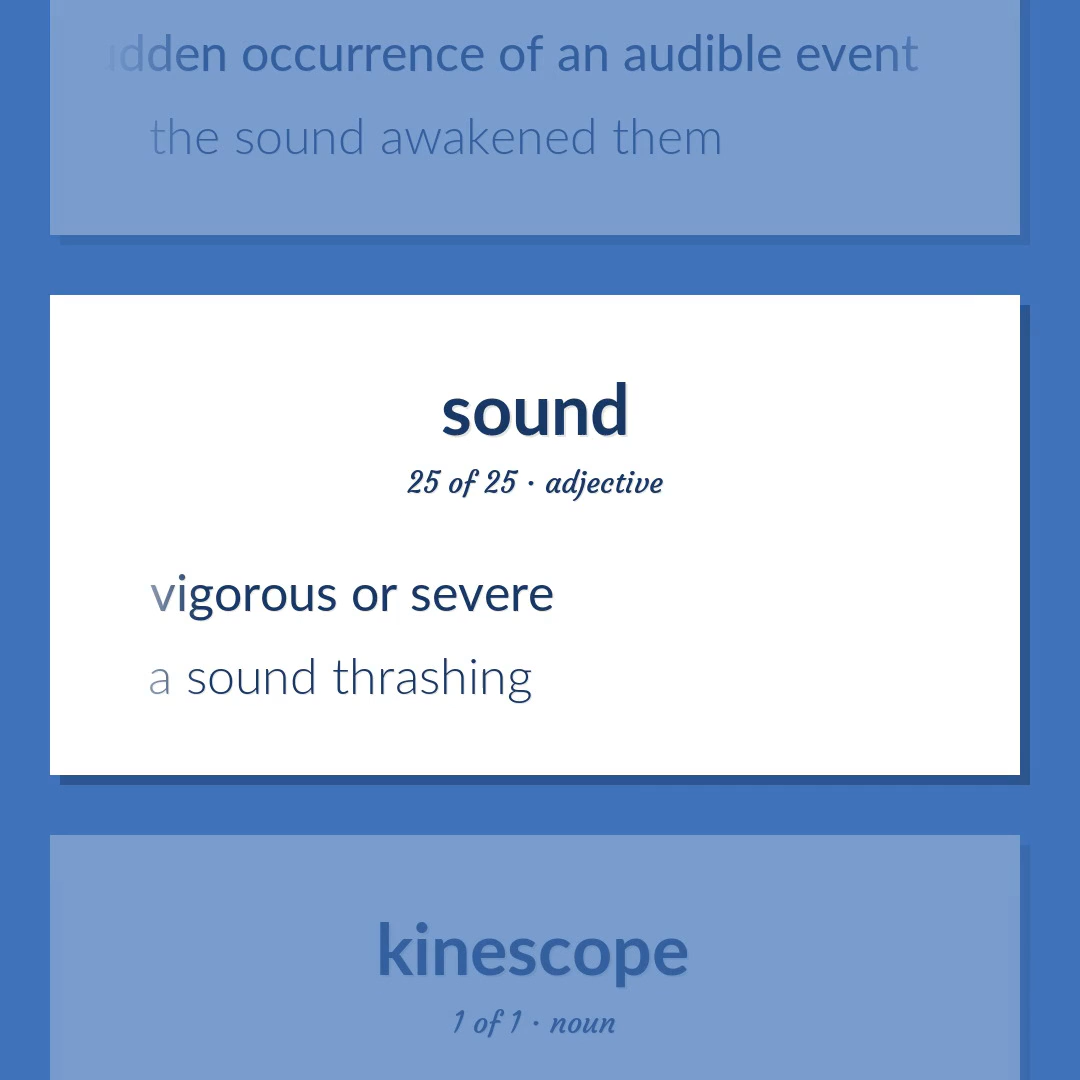 dden occurrence of an audible event
the sound awakened them
sound
25 of 25 · adjective
vigorous or severe
a sound thrashing
kinescope
1 of 1 · noun